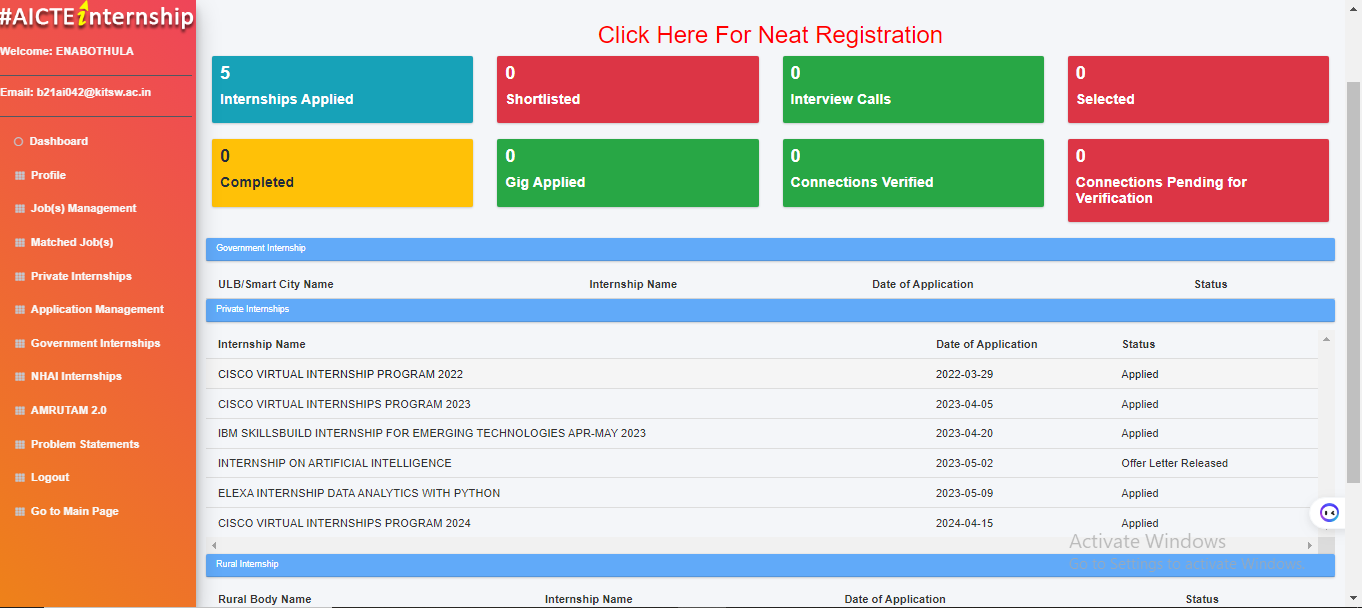 #AICTEinternship
Welcome: ENABOTHULA
Email: b21ai042@kitsw.ac.in
Dashboard
Profile
Job(s) Management
Matched Job(s)
Private Internships
Application Management
Government Internships
NHAI Internships
AMRUTAM 2.0
Problem Statements
Logout
Go to Main Page
Click Here For Neat Registration
5
Internships Applied
0
Shortlisted
0
Interview Calls
0
Selected
0
Completed
0
Gig Applied
0
Connections Verified
0
Connections Pending for
Verification
Government Internship
ULB/Smart City Name Internship Name Date of Application Status
Private Internships
Internship Name Date of Application Status
CISCO VIRTUAL INTERNSHIP PROGRAM 2022 2022-03-29 Applied
CISCO VIRTUAL INTERNSHIPS PROGRAM 2023 2023-04-05 Applied
IBM SKILLSBUILD INTERNSHIP FOR EMERGING TECHNOLOGIES APR-MAY 2023 2023-04-20 Applied
INTERNSHIP ON ARTIFICIAL INTELLIGENCE 2023-05-02 Offer Letter Released
ELEXA INTERNSHIP DATA ANALYTICS WITH PYTHON 2023-05-09 Applied
CISCO VIRTUAL INTERNSHIPS PROGRAM 2024 2024-04-15 Applied
Activate Windows
Go to Settings to activate Windows.
Rural Internship
Rural Body Name Internship Name Date of Application Status